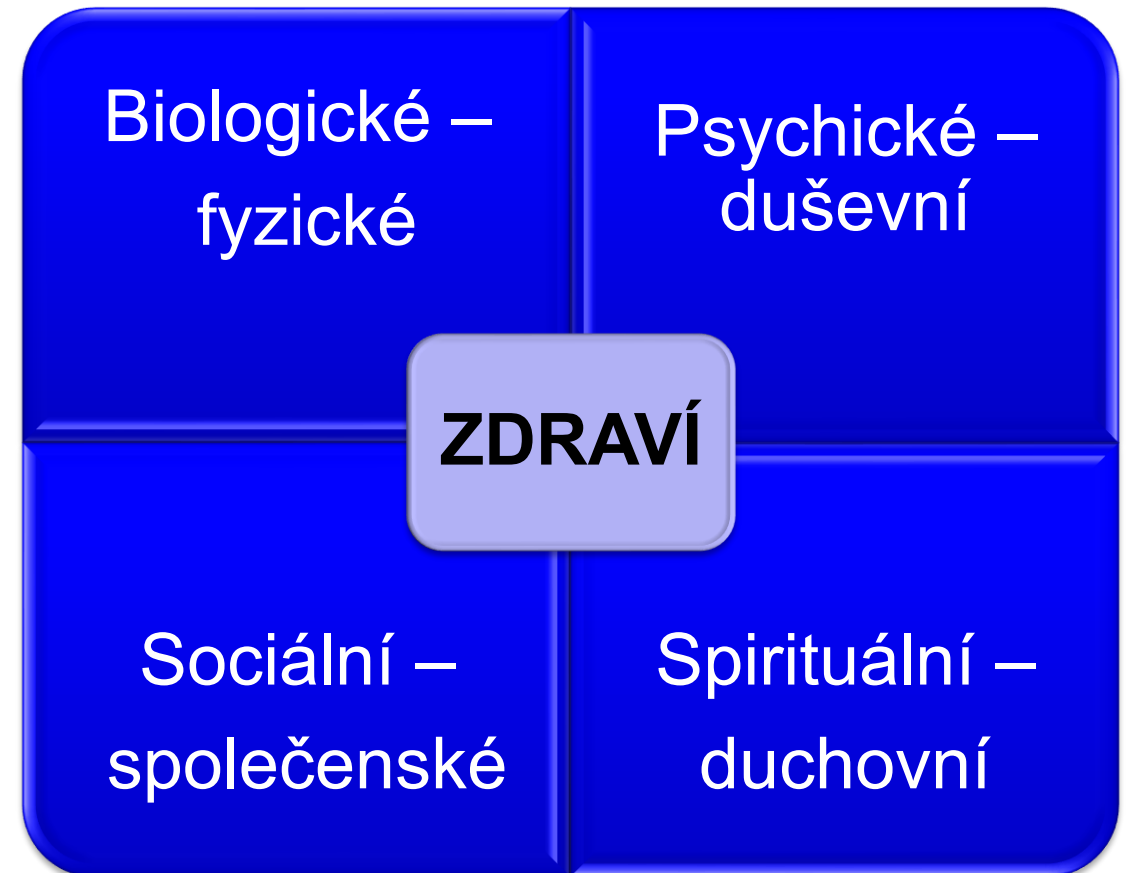 Biologické –
fyzické
Psychické –
duševní
ZDRAVÍ
Sociální –
společenské
Spirituální –
duchovní